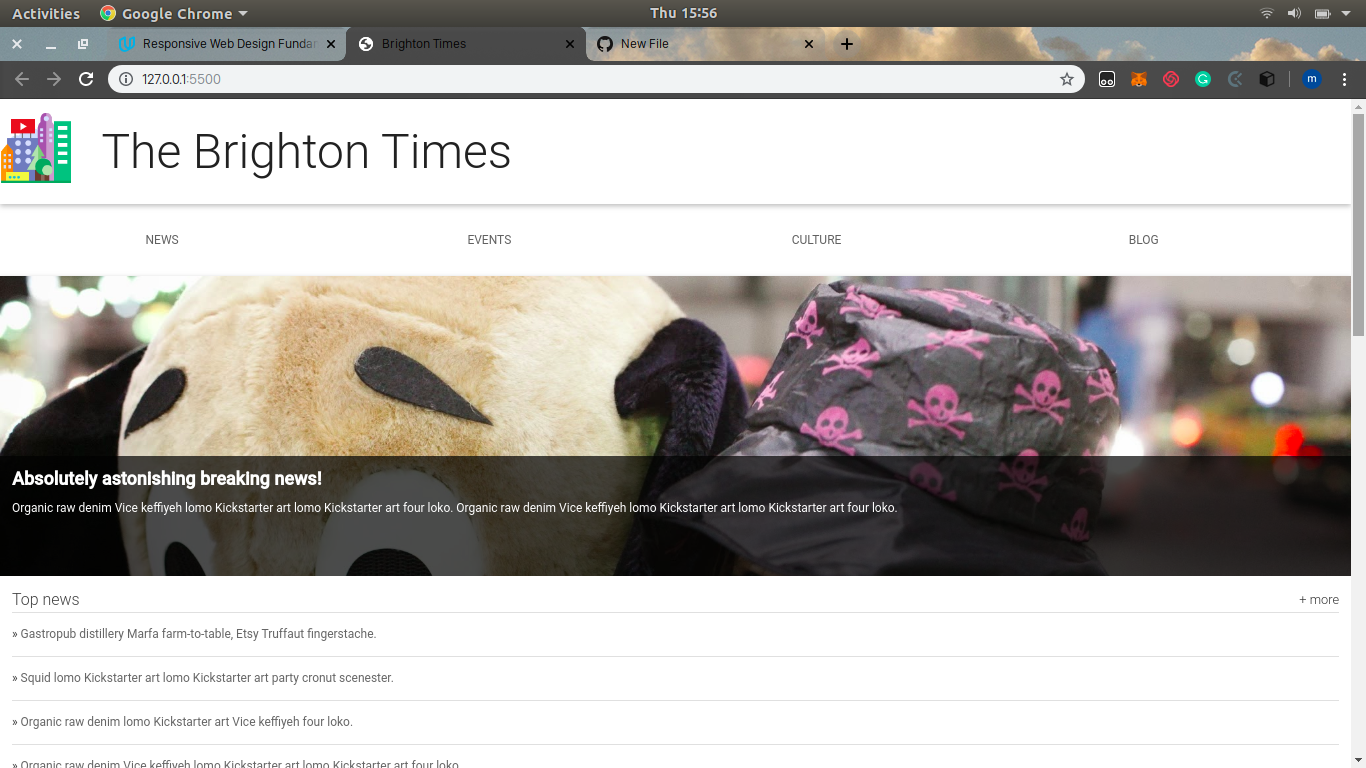 Activities
Google Chrome
Thu 15:56
Responsive Web Design Fundar
Brighton Times
New File
127.0.0.1:5500
m
The Brighton Times
NEWS
EVENTS
CULTURE
BLOG
Absolutely astonishing breaking news!
Organic raw denim Vice keffiyeh lomo Kickstarter art lomo Kickstarter art four loko. Organic raw denim Vice keffiyeh lomo Kickstarter art lomo Kickstarter art four loko.
Top news
+ more
» Gastropub distillery Marfa farm-to-table, Etsy Truffaut fingerstache.
» Squid lomo Kickstarter art lomo Kickstarter art party cronut scenester.
» Organic raw denim lomo Kickstarter art Vice keffiyeh four loko.
» Organic raw denim Vice keffiyeh lomo Kickstarter art lomo Kickstarter art four loko.